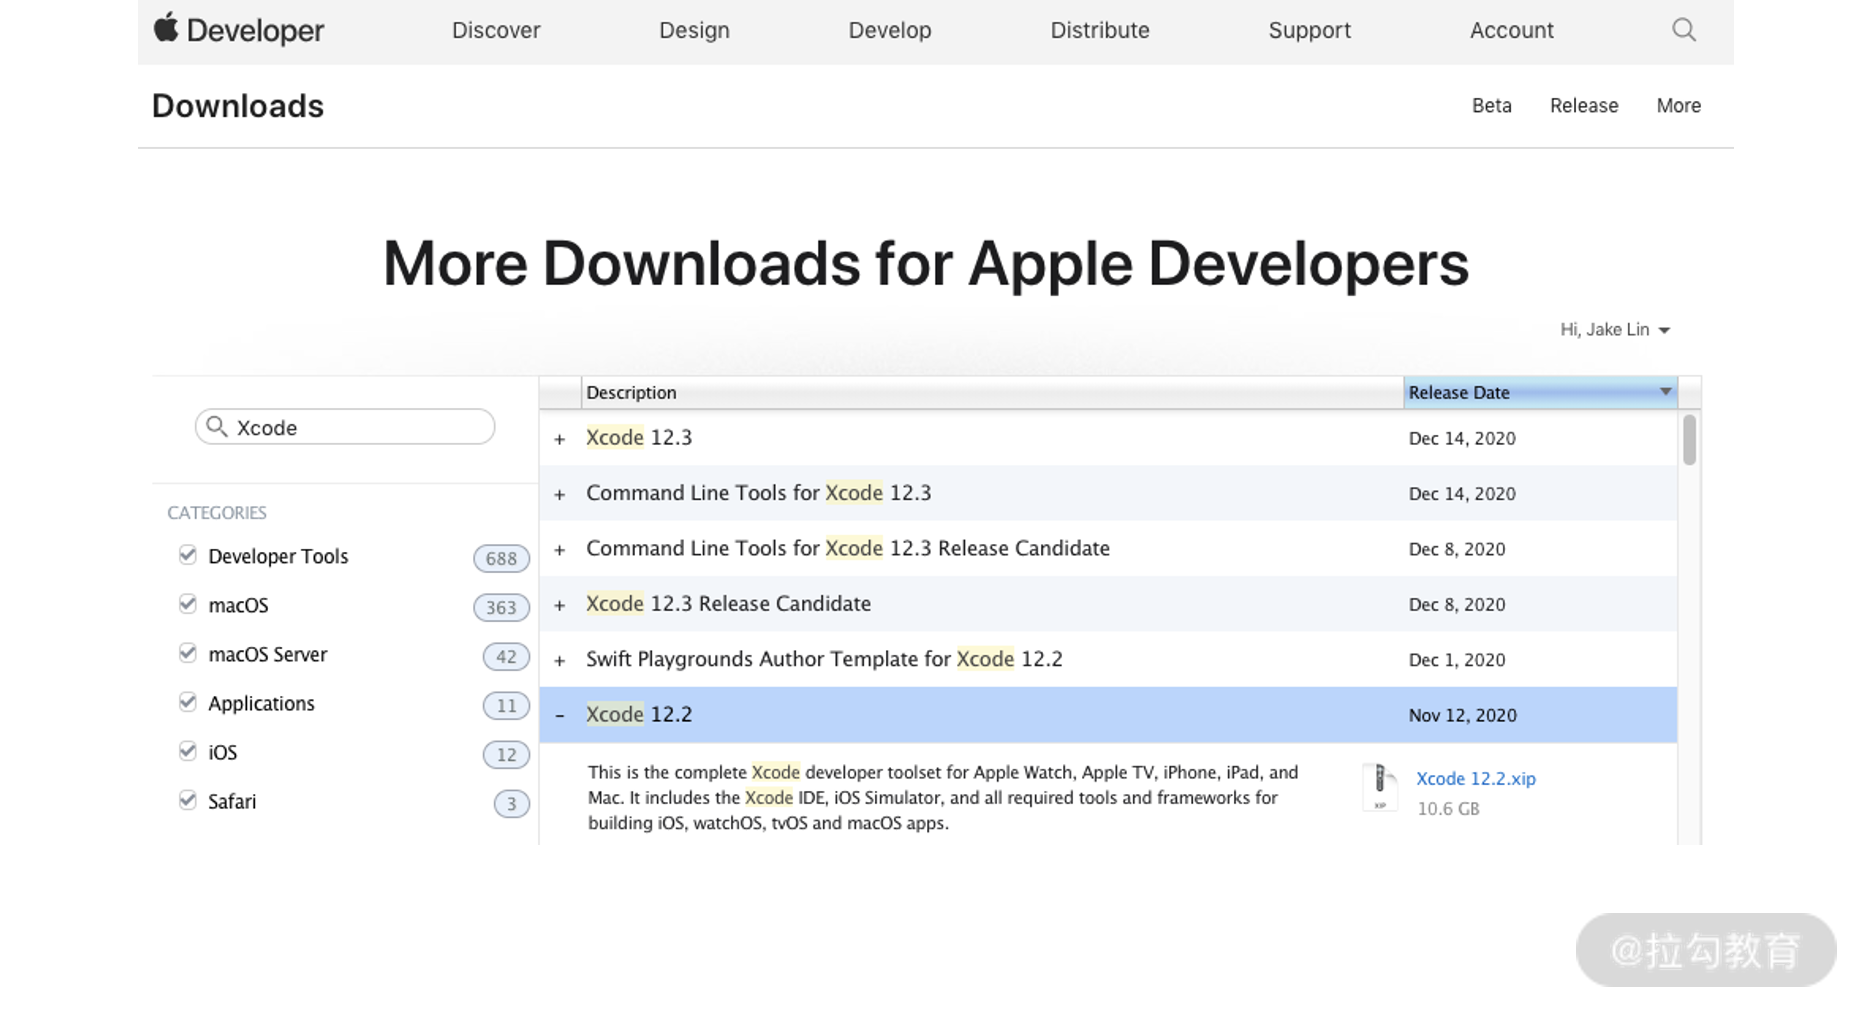 Developer Discover Design Develop Distribute Support Account
Downloads Beta Release More
More Downloads for Apple Developers
Hi, Jake Lin
Xcode
CATEGORIES
Developer Tools 688
macOS 363
macOS Server 42
Applications 11
iOS 12
Safari 3
Description Release Date
+ Xcode 12.3 Dec 14, 2020
+ Command Line Tools for Xcode 12.3 Dec 14, 2020
+ Command Line Tools for Xcode 12.3 Release Candidate Dec 8, 2020
+ Xcode 12.3 Release Candidate Dec 8, 2020
+ Swift Playgrounds Author Template for Xcode 12.2 Dec 1, 2020
− Xcode 12.2 Nov 12, 2020
This is the complete Xcode developer toolset for Apple Watch, Apple TV, iPhone, iPad, and
Mac. It includes the Xcode IDE, iOS Simulator, and all required tools and frameworks for
building iOS, watchOS, tvOS and macOS apps.
XIP
Xcode 12.2.xip
10.6 GB
@拉勾教育